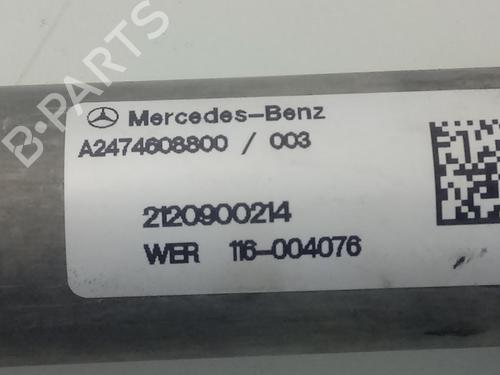 B-PARTS
Mercedes-Benz
A2474608800 / 003
2120900214
WER 116-004076